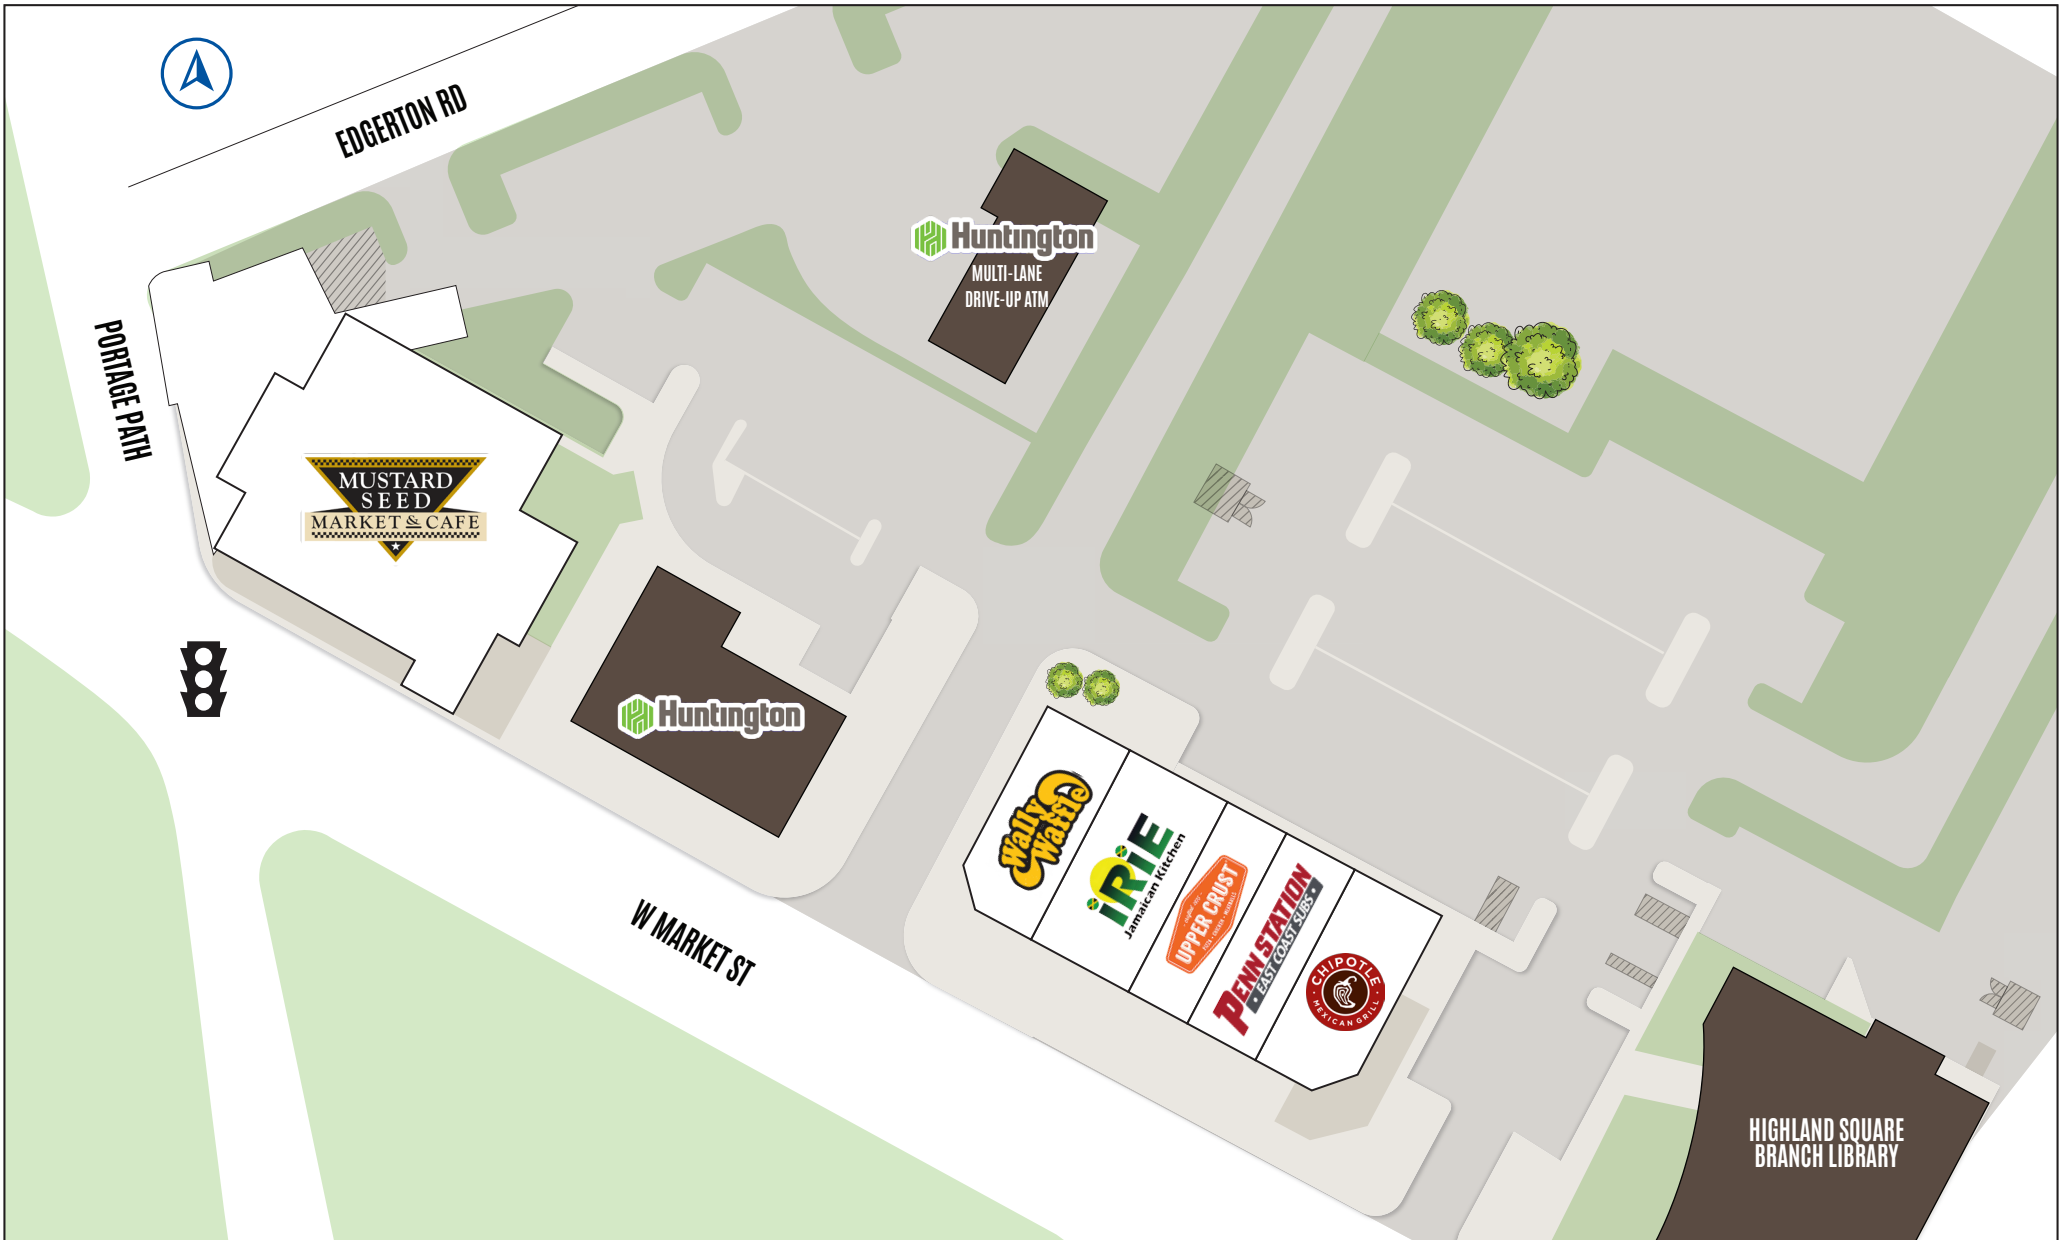 EDGERTON RD
PORTAGE PATH
Huntington
MULTI-LANE
DRIVE-UP ATM
MUSTARD
SEED
MARKET & CAFE
Huntington
Wally
Waffle
iRiE
Jamaican Kitchen
UPPER CRUST
PENN STATION
• EAST COAST SUBS •
CHIPOTLE
MEXICAN GRILL
W MARKET ST
HIGHLAND SQUARE
BRANCH LIBRARY